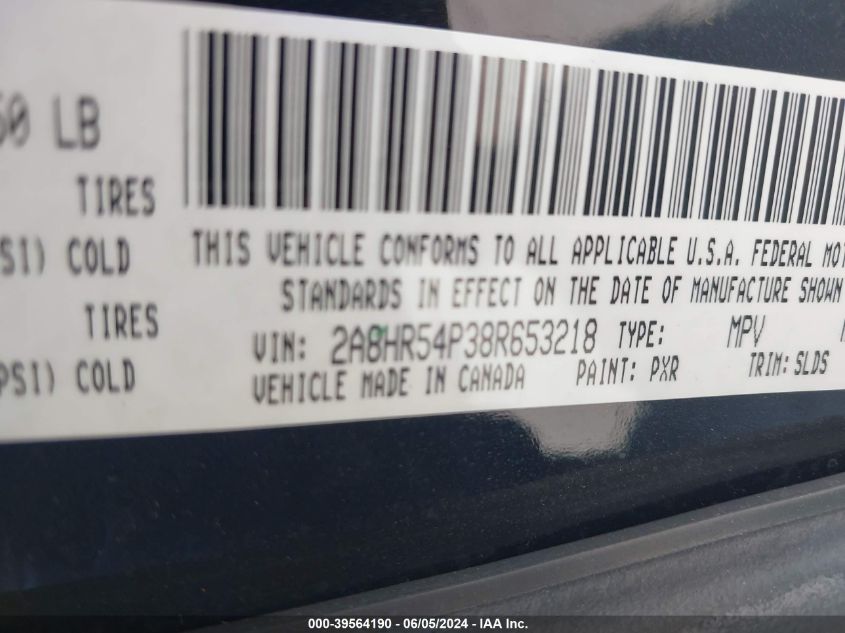 50 LB
TIRES
SI) COLD
TIRES
PSI) COLD
THIS VEHICLE CONFORMS TO ALL APPLICABLE U.S.A. FEDERAL MOT
STANDARDS IN EFFECT ON THE DATE OF MANUFACTURE SHOWN
VIN: 2A8HR54P38R653218 TYPE: MPV
VEHICLE MADE IN CANADA PAINT: PXR TRIM: SLDS
000-39564190 - 06/05/2024 - IAA Inc.